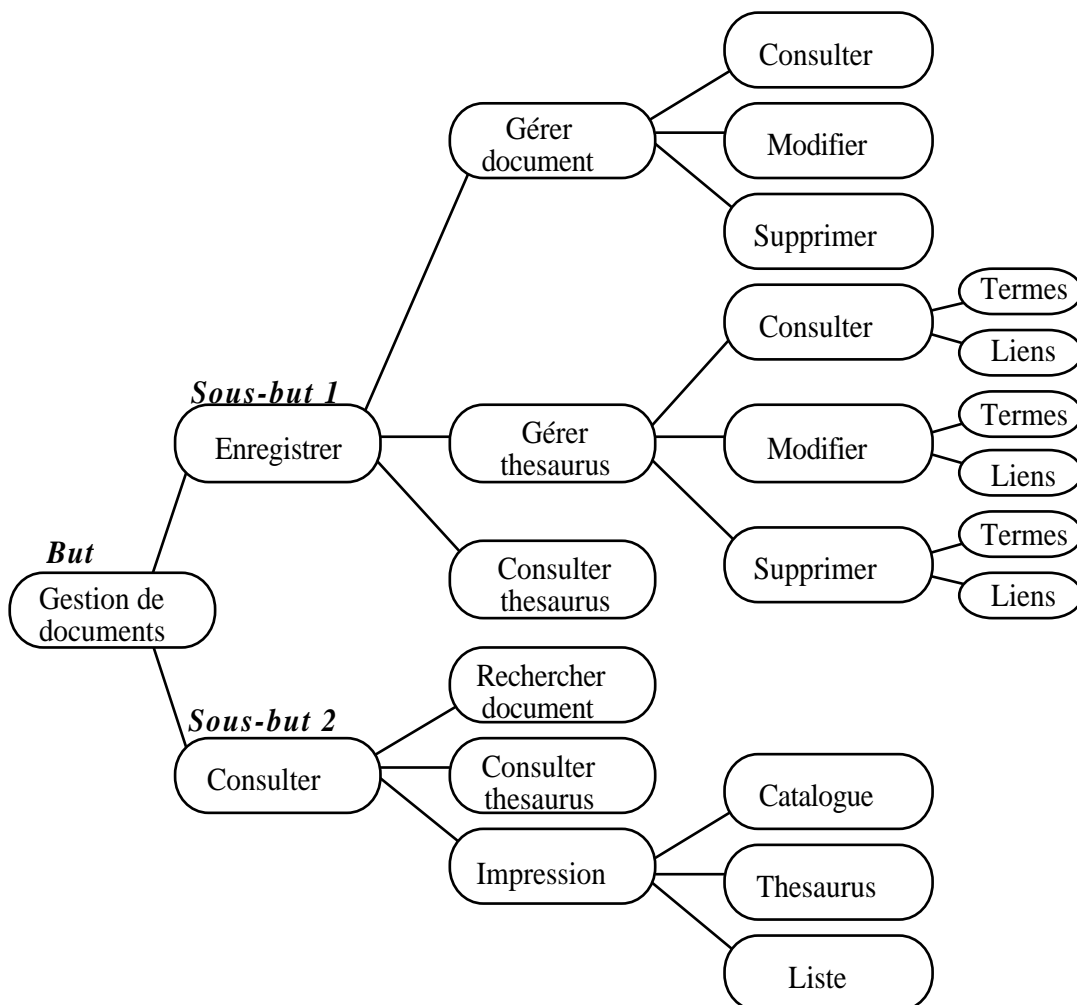 Consulter
Gérer
document
Modifier
Supprimer
Termes
Consulter
Liens
Sous-but 1
Enregistrer
Gérer
thesaurus
Modifier
Termes
Liens
Termes
Supprimer
Liens
But
Gestion de
documents
Consulter
thesaurus
Rechercher
document
Sous-but 2
Consulter
Consulter
thesaurus
Catalogue
Impression
Thesaurus
Liste